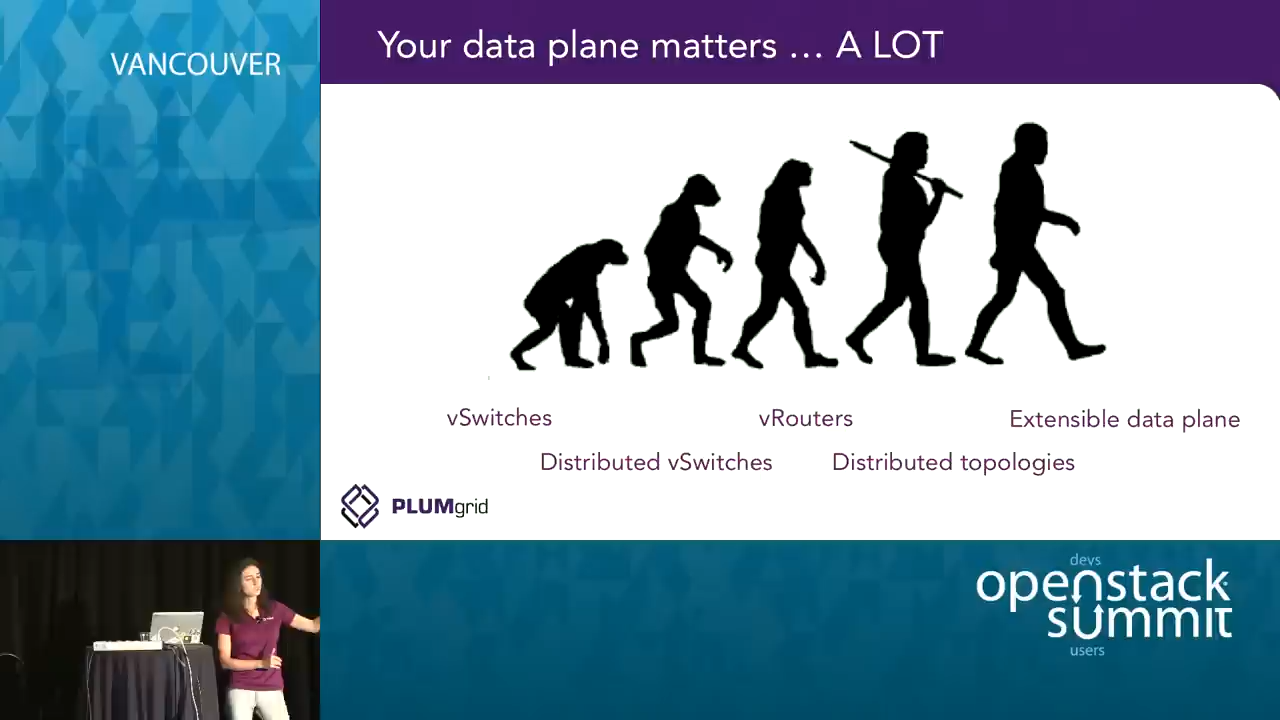 VANCOUVER
Your data plane matters … A LOT
vSwitches
vRouters
Extensible data plane
Distributed vSwitches
Distributed topologies
PLUMgrid
devs
openstack
summit
users